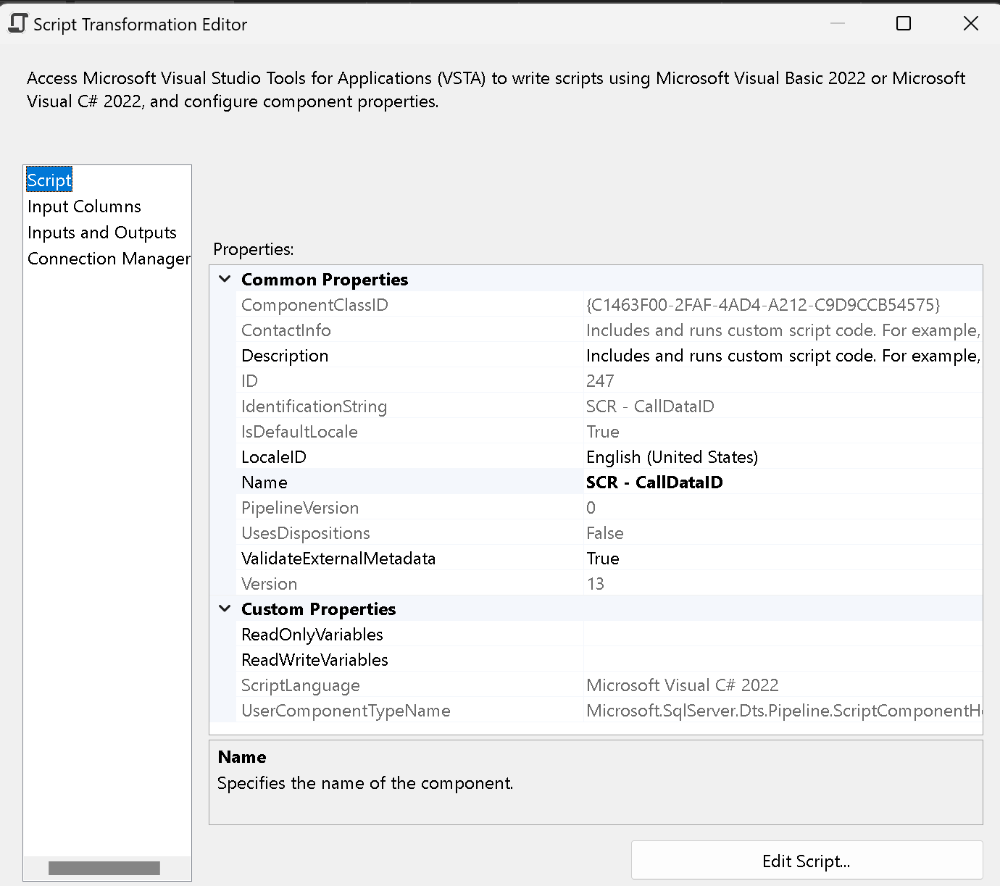 Script Transformation Editor
Access Microsoft Visual Studio Tools for Applications (VSTA) to write scripts using Microsoft Visual Basic 2022 or Microsoft
Visual C# 2022, and configure component properties.
Script
Input Columns
Inputs and Outputs
Connection Manager
Properties:
Common Properties
ComponentClassID {C1463F00-2FAF-4AD4-A212-C9D9CCB54575}
ContactInfo Includes and runs custom script code. For example,
Description Includes and runs custom script code. For example,
ID 247
IdentificationString SCR - CallDataID
IsDefaultLocale True
LocaleID English (United States)
Name SCR - CallDataID
PipelineVersion 0
UsesDispositions False
ValidateExternalMetadata True
Version 13
Custom Properties
ReadOnlyVariables
ReadWriteVariables
ScriptLanguage Microsoft Visual C# 2022
UserComponentTypeName Microsoft.SqlServer.Dts.Pipeline.ScriptComponentH
Name
Specifies the name of the component.
Edit Script...